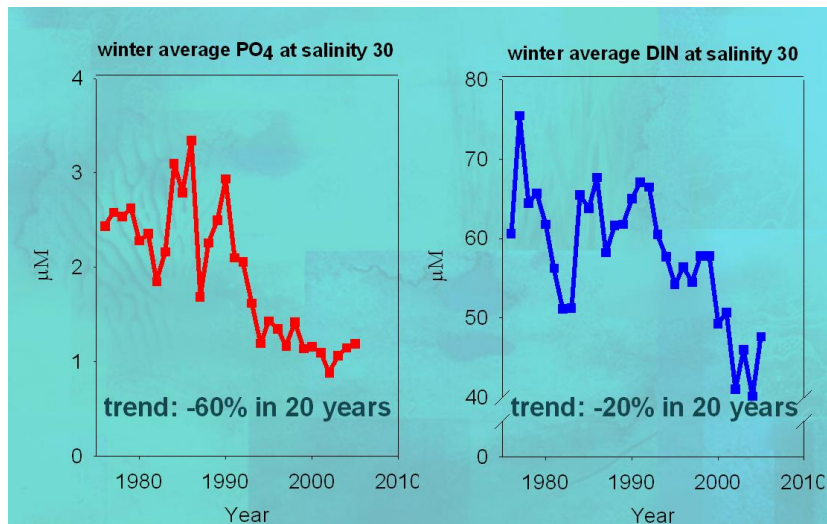 winter average PO4 at salinity 30
4
3
2
1
0
µM
1980 1990 2000 2010
Year
trend: -60% in 20 years
winter average DIN at salinity 30
80
70
60
50
40
0
µM
1980 1990 2000 2010
Year
trend: -20% in 20 years